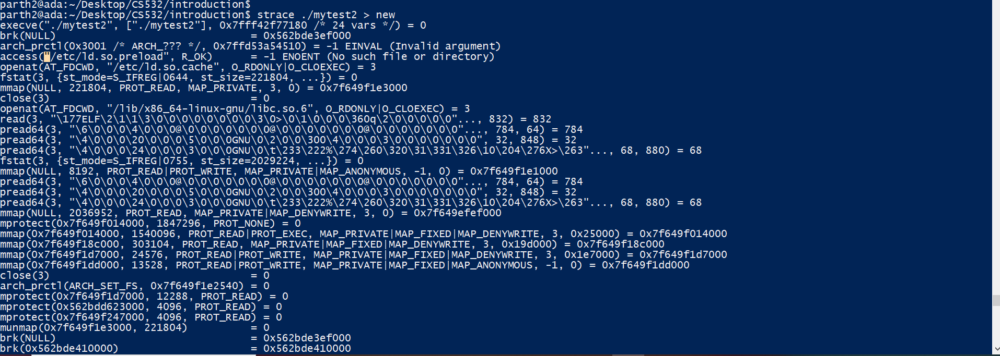 parth2@ada:~/Desktop/CS532/introduction$
parth2@ada:~/Desktop/CS532/introduction$ strace ./mytest2 > new
execve("./mytest2", ["./mytest2"], 0x7fff42f77180 /* 24 vars */) = 0
brk(NULL)                               = 0x562bde3ef000
arch_prctl(0x3001 /* ARCH_??? */, 0x7ffd53a54510) = -1 EINVAL (Invalid argument)
access("/etc/ld.so.preload", R_OK)      = -1 ENOENT (No such file or directory)
openat(AT_FDCWD, "/etc/ld.so.cache", O_RDONLY|O_CLOEXEC) = 3
fstat(3, {st_mode=S_IFREG|0644, st_size=221804, ...}) = 0
mmap(NULL, 221804, PROT_READ, MAP_PRIVATE, 3, 0) = 0x7f649f1e3000
close(3)                                = 0
openat(AT_FDCWD, "/lib/x86_64-linux-gnu/libc.so.6", O_RDONLY|O_CLOEXEC) = 3
read(3, "\177ELF\2\1\1\3\0\0\0\0\0\0\0\0\3\0>\0\1\0\0\0\360q\2\0\0\0\0\0"..., 832) = 832
pread64(3, "\6\0\0\0\4\0\0\0@\0\0\0\0\0\0\0@\0\0\0\0\0\0\0@\0\0\0\0\0\0\0"..., 784, 64) = 784
pread64(3, "\4\0\0\0\20\0\0\0\5\0\0\0GNU\0\2\0\0\300\4\0\0\0\3\0\0\0\0\0\0\0", 32, 848) = 32
pread64(3, "\4\0\0\0\24\0\0\0\3\0\0\0GNU\0\t\233\222%\274\260\320\31\331\326\10\204\276X>\263"..., 68, 880) = 68
fstat(3, {st_mode=S_IFREG|0755, st_size=2029224, ...}) = 0
mmap(NULL, 8192, PROT_READ|PROT_WRITE, MAP_PRIVATE|MAP_ANONYMOUS, -1, 0) = 0x7f649f1e1000
pread64(3, "\6\0\0\0\4\0\0\0@\0\0\0\0\0\0\0@\0\0\0\0\0\0\0@\0\0\0\0\0\0\0"..., 784, 64) = 784
pread64(3, "\4\0\0\0\20\0\0\0\5\0\0\0GNU\0\2\0\0\300\4\0\0\0\3\0\0\0\0\0\0\0", 32, 848) = 32
pread64(3, "\4\0\0\0\24\0\0\0\3\0\0\0GNU\0\t\233\222%\274\260\320\31\331\326\10\204\276X>\263"..., 68, 880) = 68
mmap(NULL, 2036952, PROT_READ, MAP_PRIVATE|MAP_DENYWRITE, 3, 0) = 0x7f649efef000
mprotect(0x7f649f014000, 1847296, PROT_NONE) = 0
mmap(0x7f649f014000, 1540096, PROT_READ|PROT_EXEC, MAP_PRIVATE|MAP_FIXED|MAP_DENYWRITE, 3, 0x25000) = 0x7f649f014000
mmap(0x7f649f18c000, 303104, PROT_READ, MAP_PRIVATE|MAP_FIXED|MAP_DENYWRITE, 3, 0x19d000) = 0x7f649f18c000
mmap(0x7f649f1d7000, 24576, PROT_READ|PROT_WRITE, MAP_PRIVATE|MAP_FIXED|MAP_DENYWRITE, 3, 0x1e7000) = 0x7f649f1d7000
mmap(0x7f649f1dd000, 13528, PROT_READ|PROT_WRITE, MAP_PRIVATE|MAP_FIXED|MAP_ANONYMOUS, -1, 0) = 0x7f649f1dd000
close(3)                                = 0
arch_prctl(ARCH_SET_FS, 0x7f649f1e2540) = 0
mprotect(0x7f649f1d7000, 12288, PROT_READ) = 0
mprotect(0x562bdd623000, 4096, PROT_READ) = 0
mprotect(0x7f649f247000, 4096, PROT_READ) = 0
munmap(0x7f649f1e3000, 221804)          = 0
brk(NULL)                               = 0x562bde3ef000
brk(0x562bde410000)                     = 0x562bde410000